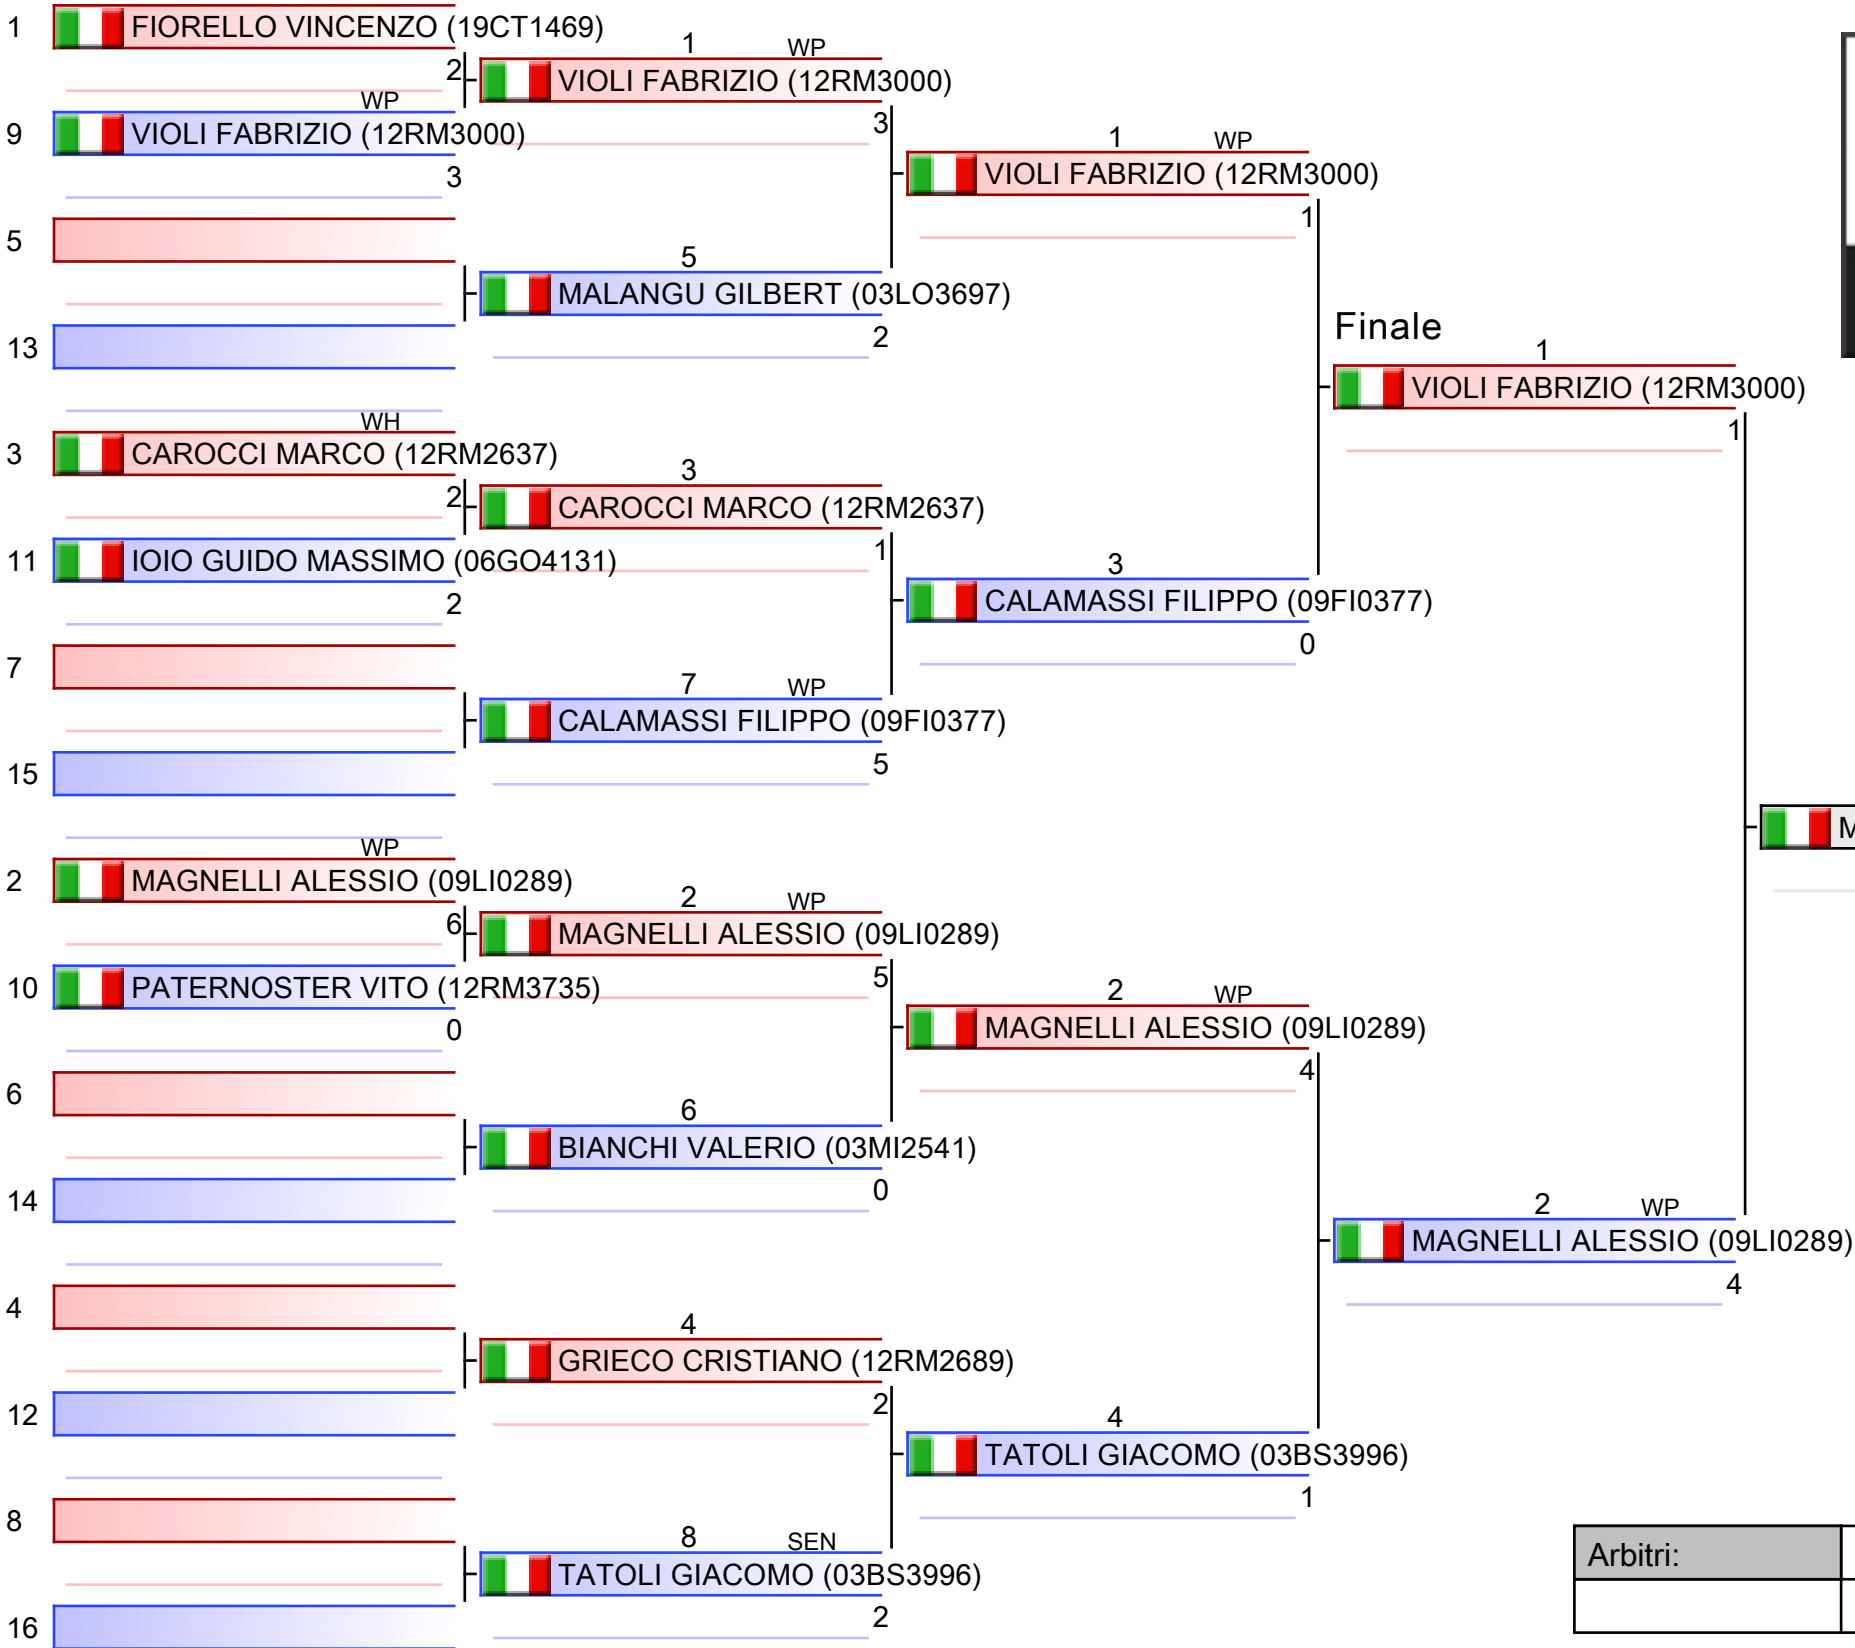 1 FIORELLO VINCENZO (19CT1469)
2
WP
9 VIOLI FABRIZIO (12RM3000)
3
5
13
WH
3 CAROCCI MARCO (12RM2637)
2
11 IOIO GUIDO MASSIMO (06GO4131)
2
7
15
WP
2 MAGNELLI ALESSIO (09LI0289)
6
10 PATERNOSTER VITO (12RM3735)
0
6
14
4
12
8
16
1 WP
VIOLI FABRIZIO (12RM3000)
3
5
MALANGU GILBERT (03LO3697)
2
3
CAROCCI MARCO (12RM2637)
1
7 WP
CALAMASSI FILIPPO (09FI0377)
5
2 WP
MAGNELLI ALESSIO (09LI0289)
5
6
BIANCHI VALERIO (03MI2541)
0
4
GRIECO CRISTIANO (12RM2689)
2
8 SEN
TATOLI GIACOMO (03BS3996)
2
1 WP
VIOLI FABRIZIO (12RM3000)
1
3
CALAMASSI FILIPPO (09FI0377)
0
2 WP
MAGNELLI ALESSIO (09LI0289)
4
4
TATOLI GIACOMO (03BS3996)
1
Finale
1
VIOLI FABRIZIO (12RM3000)
1
2 WP
MAGNELLI ALESSIO (09LI0289)
4
M
Arbitri: